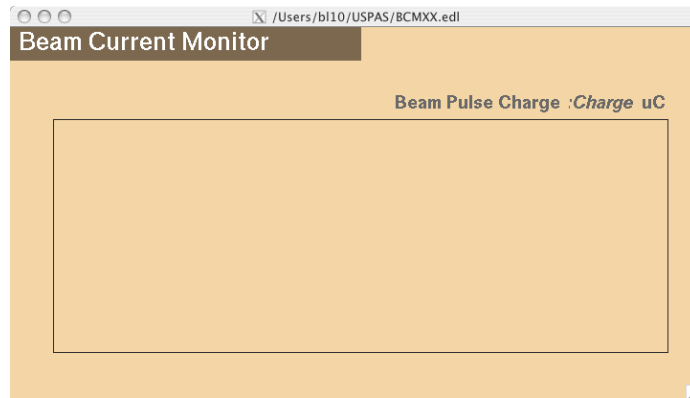 /Users/bl10/USPAS/BCMXX.edl
Beam Current Monitor
Beam Pulse Charge :Charge uC